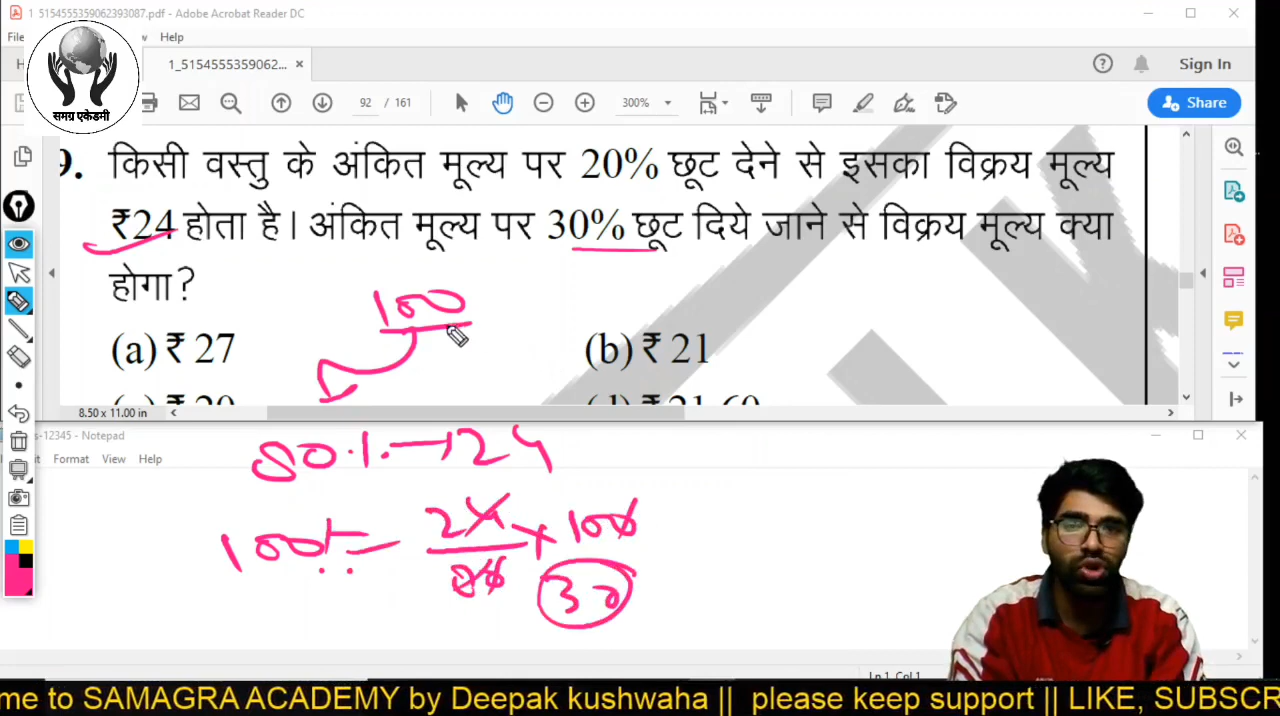 1_5154555359062393087.pdf - Adobe Acrobat Reader DC
Help
समग्र एकेडमी
1_5154555359062...
Sign In
92 / 161
300%
Share
9. किसी वस्तु के अंकित मूल्य पर 20% छूट देने से इसका विक्रय मूल्य
₹24 होता है। अंकित मूल्य पर 30% छूट दिये जाने से विक्रय मूल्य क्या
होगा?
100
(a) ₹ 27
(b) ₹ 21
8.50 x 11.00 in
s-12345 - Notepad
Format View Help
80% → 24
100% = 24/80 × 100
30
Ln 1, Col 1
me to SAMAGRA ACADEMY by Deepak kushwaha || please keep support || LIKE, SUBSCR